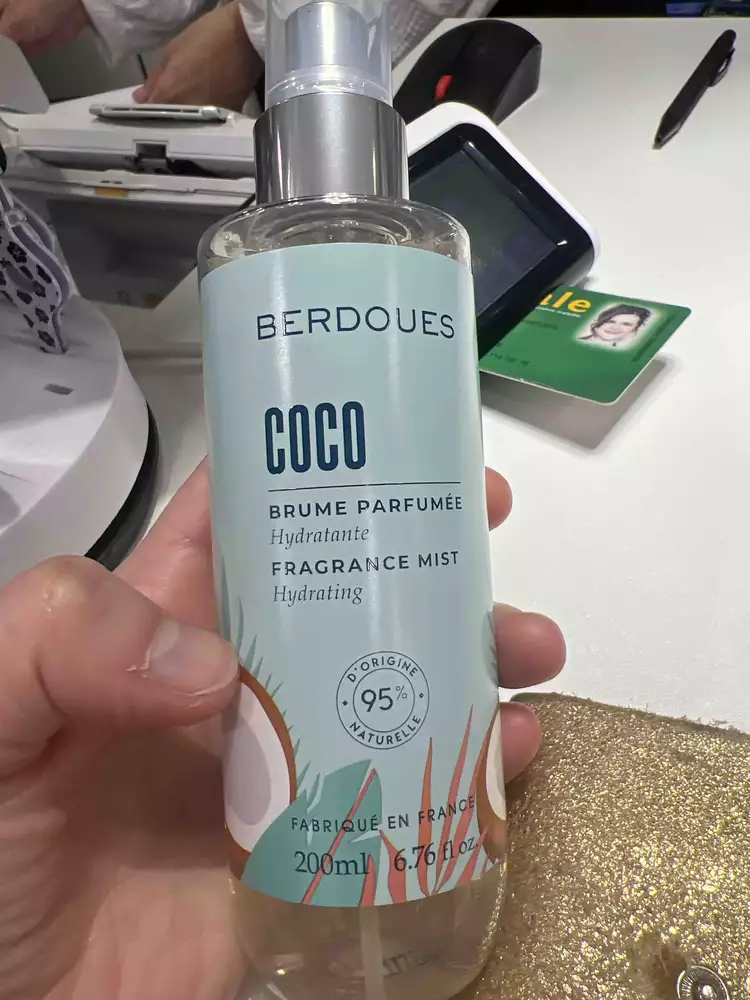 BERDOUES
COCO
BRUME PARFUMÉE
Hydratante
FRAGRANCE MIST
Hydrating
D'ORIGINE
95%
NATURELLE
FABRIQUÉ EN FRANCE
200ml 6.76 fl oz.